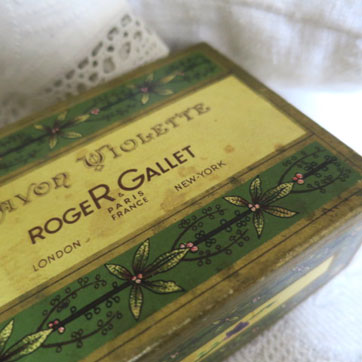 AVON VIOLETTE
ROGER & GALLET
PARIS
FRANCE
LONDON
NEW-YORK